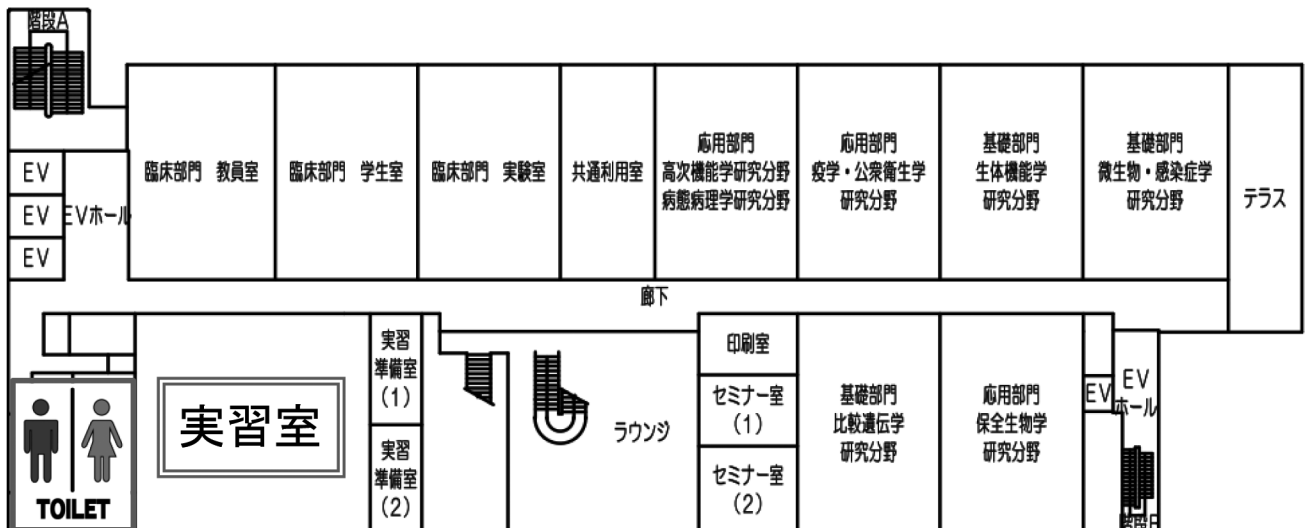 階段A
EV
EV
EV
EVホール
臨床部門　教員室
臨床部門　学生室
臨床部門　実験室
共通利用室
応用部門
高次機能学研究分野
病態病理学研究分野
応用部門
疫学・公衆衛生学
研究分野
基礎部門
生体機能学
研究分野
基礎部門
微生物・感染症学
研究分野
テラス
廊下
TOILET
実習室
実習
準備室
(1)
実習
準備室
(2)
ラウンジ
印刷室
セミナー室
(1)
セミナー室
(2)
基礎部門
比較遺伝学
研究分野
応用部門
保全生物学
研究分野
EV
EV
ホール
階段B